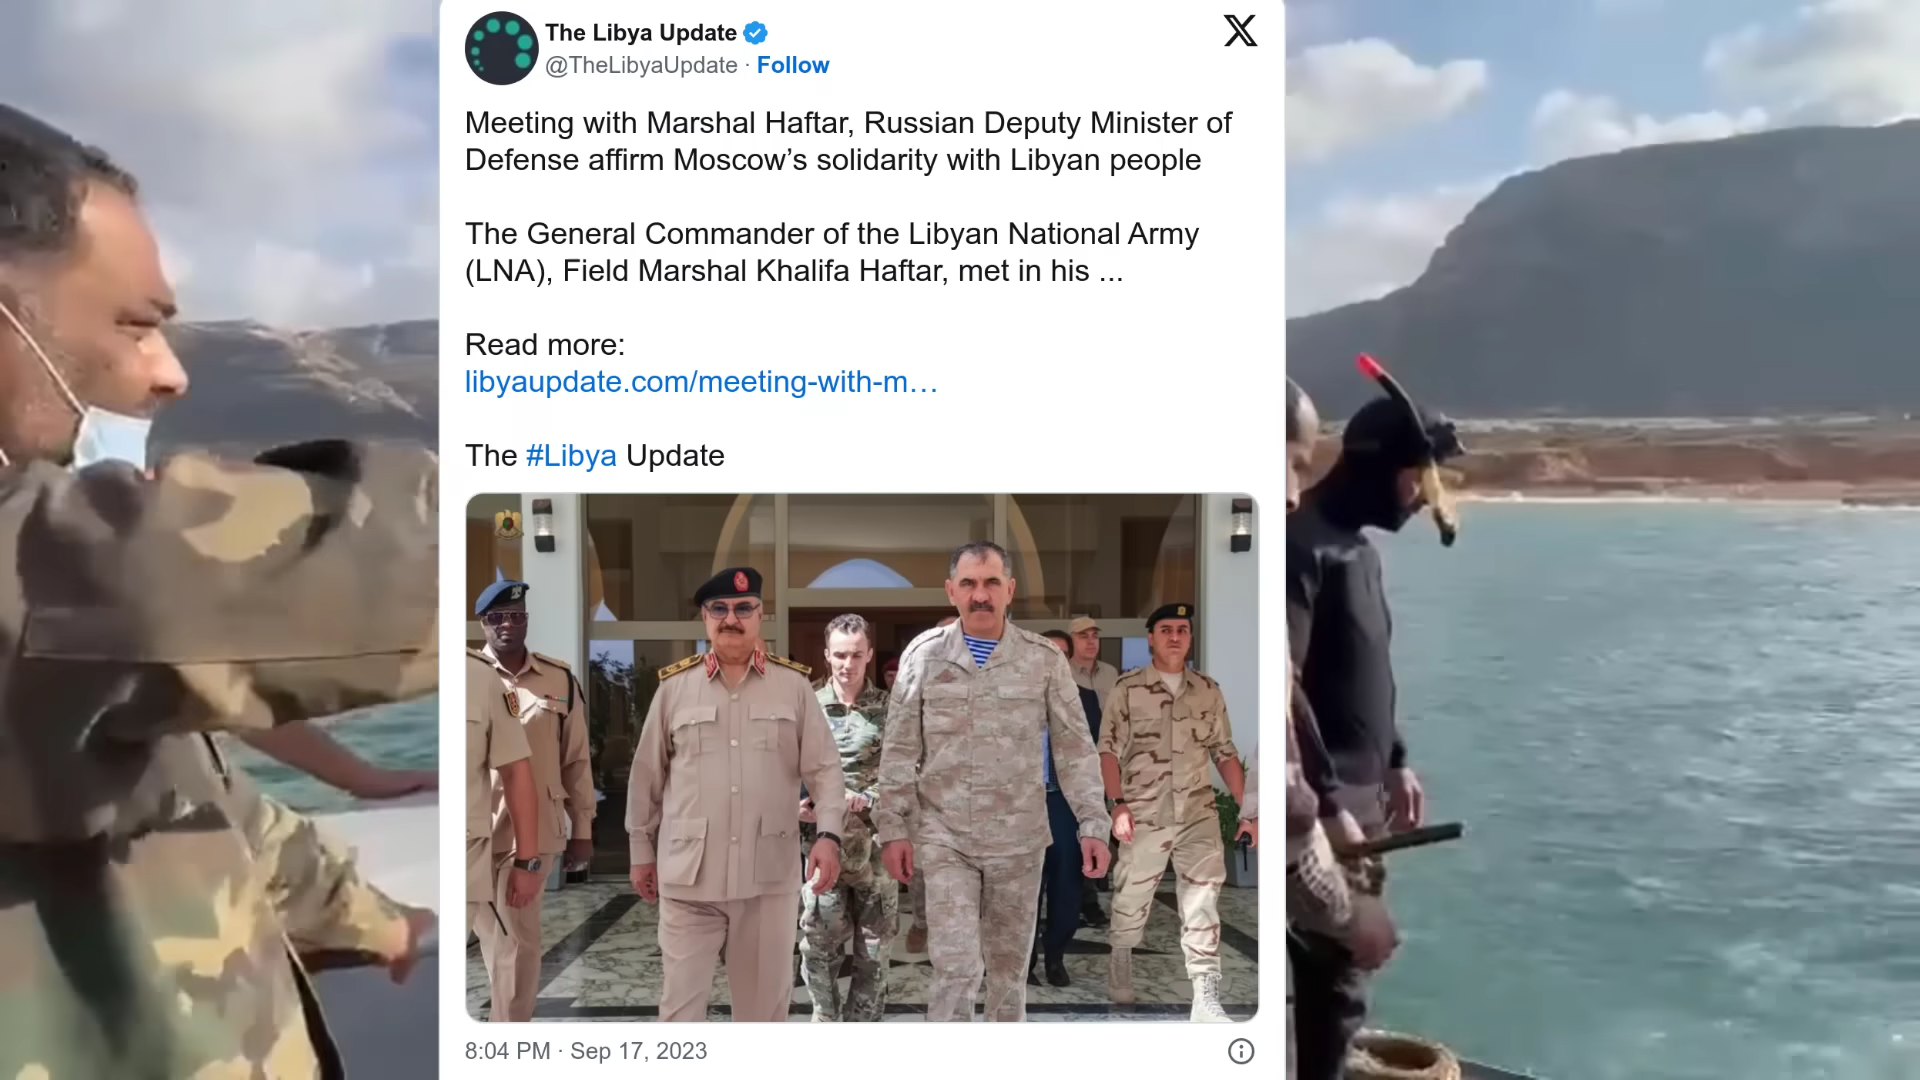 The Libya Update
@TheLibyaUpdate · Follow
Meeting with Marshal Haftar, Russian Deputy Minister of
Defense affirm Moscow’s solidarity with Libyan people
The General Commander of the Libyan National Army
(LNA), Field Marshal Khalifa Haftar, met in his ...
Read more:
libyaupdate.com/meeting-with-m…
The #Libya Update
8:04 PM · Sep 17, 2023